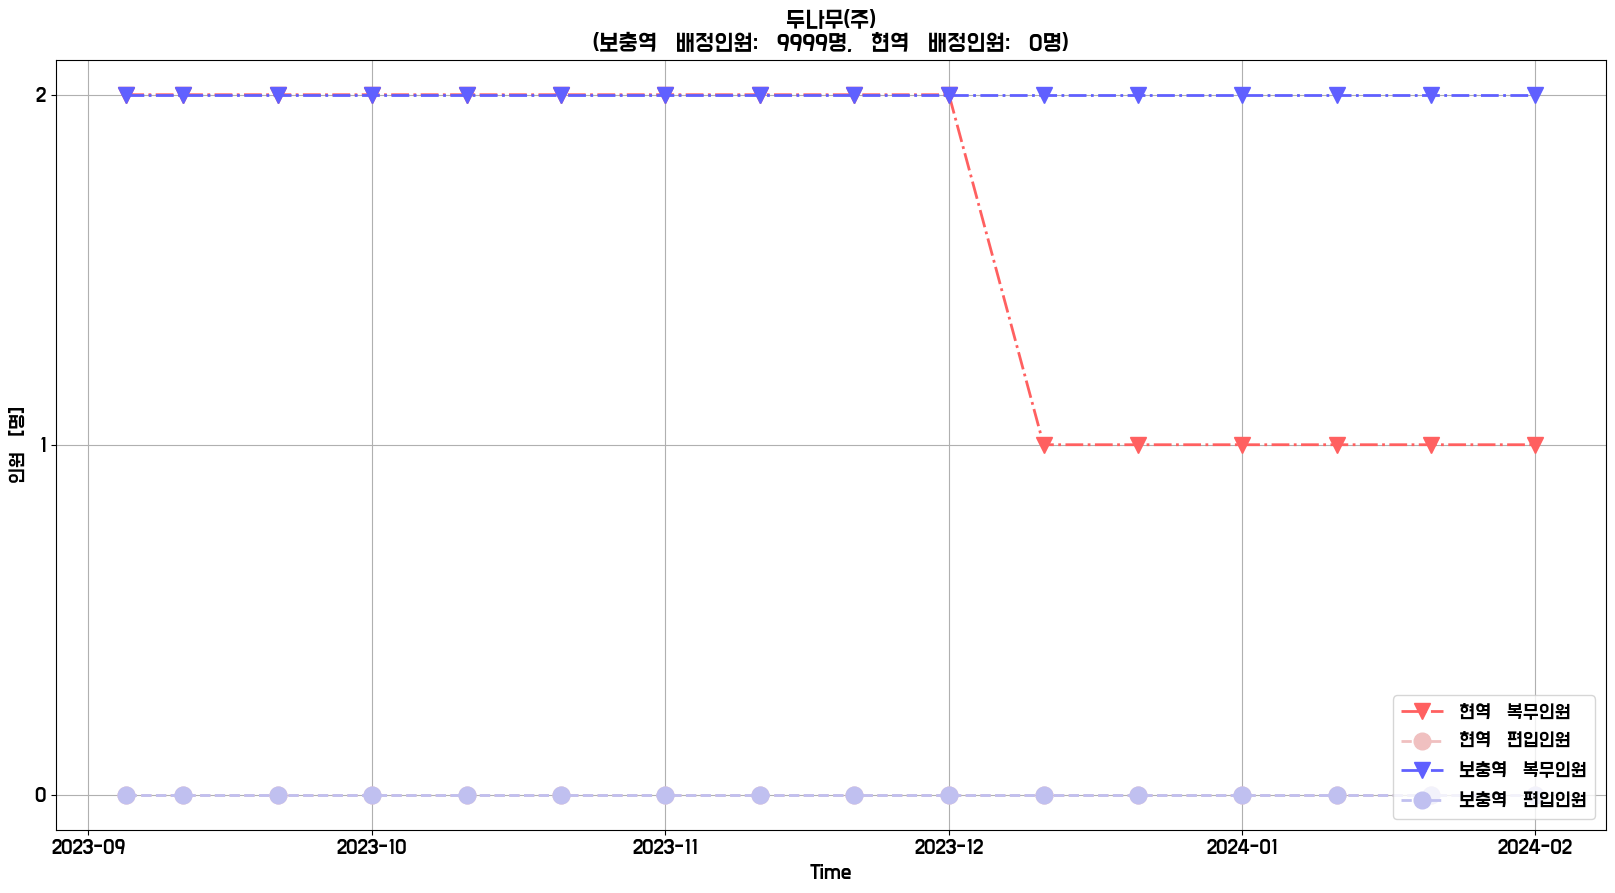 두나무(주)
(보충역 배정인원: 9999명, 현역 배정인원: 0명)
인원 [명]
2
1
0
2023-09 2023-10 2023-11 2023-12 2024-01 2024-02
Time
현역 복무인원
현역 편입인원
보충역 복무인원
보충역 편입인원